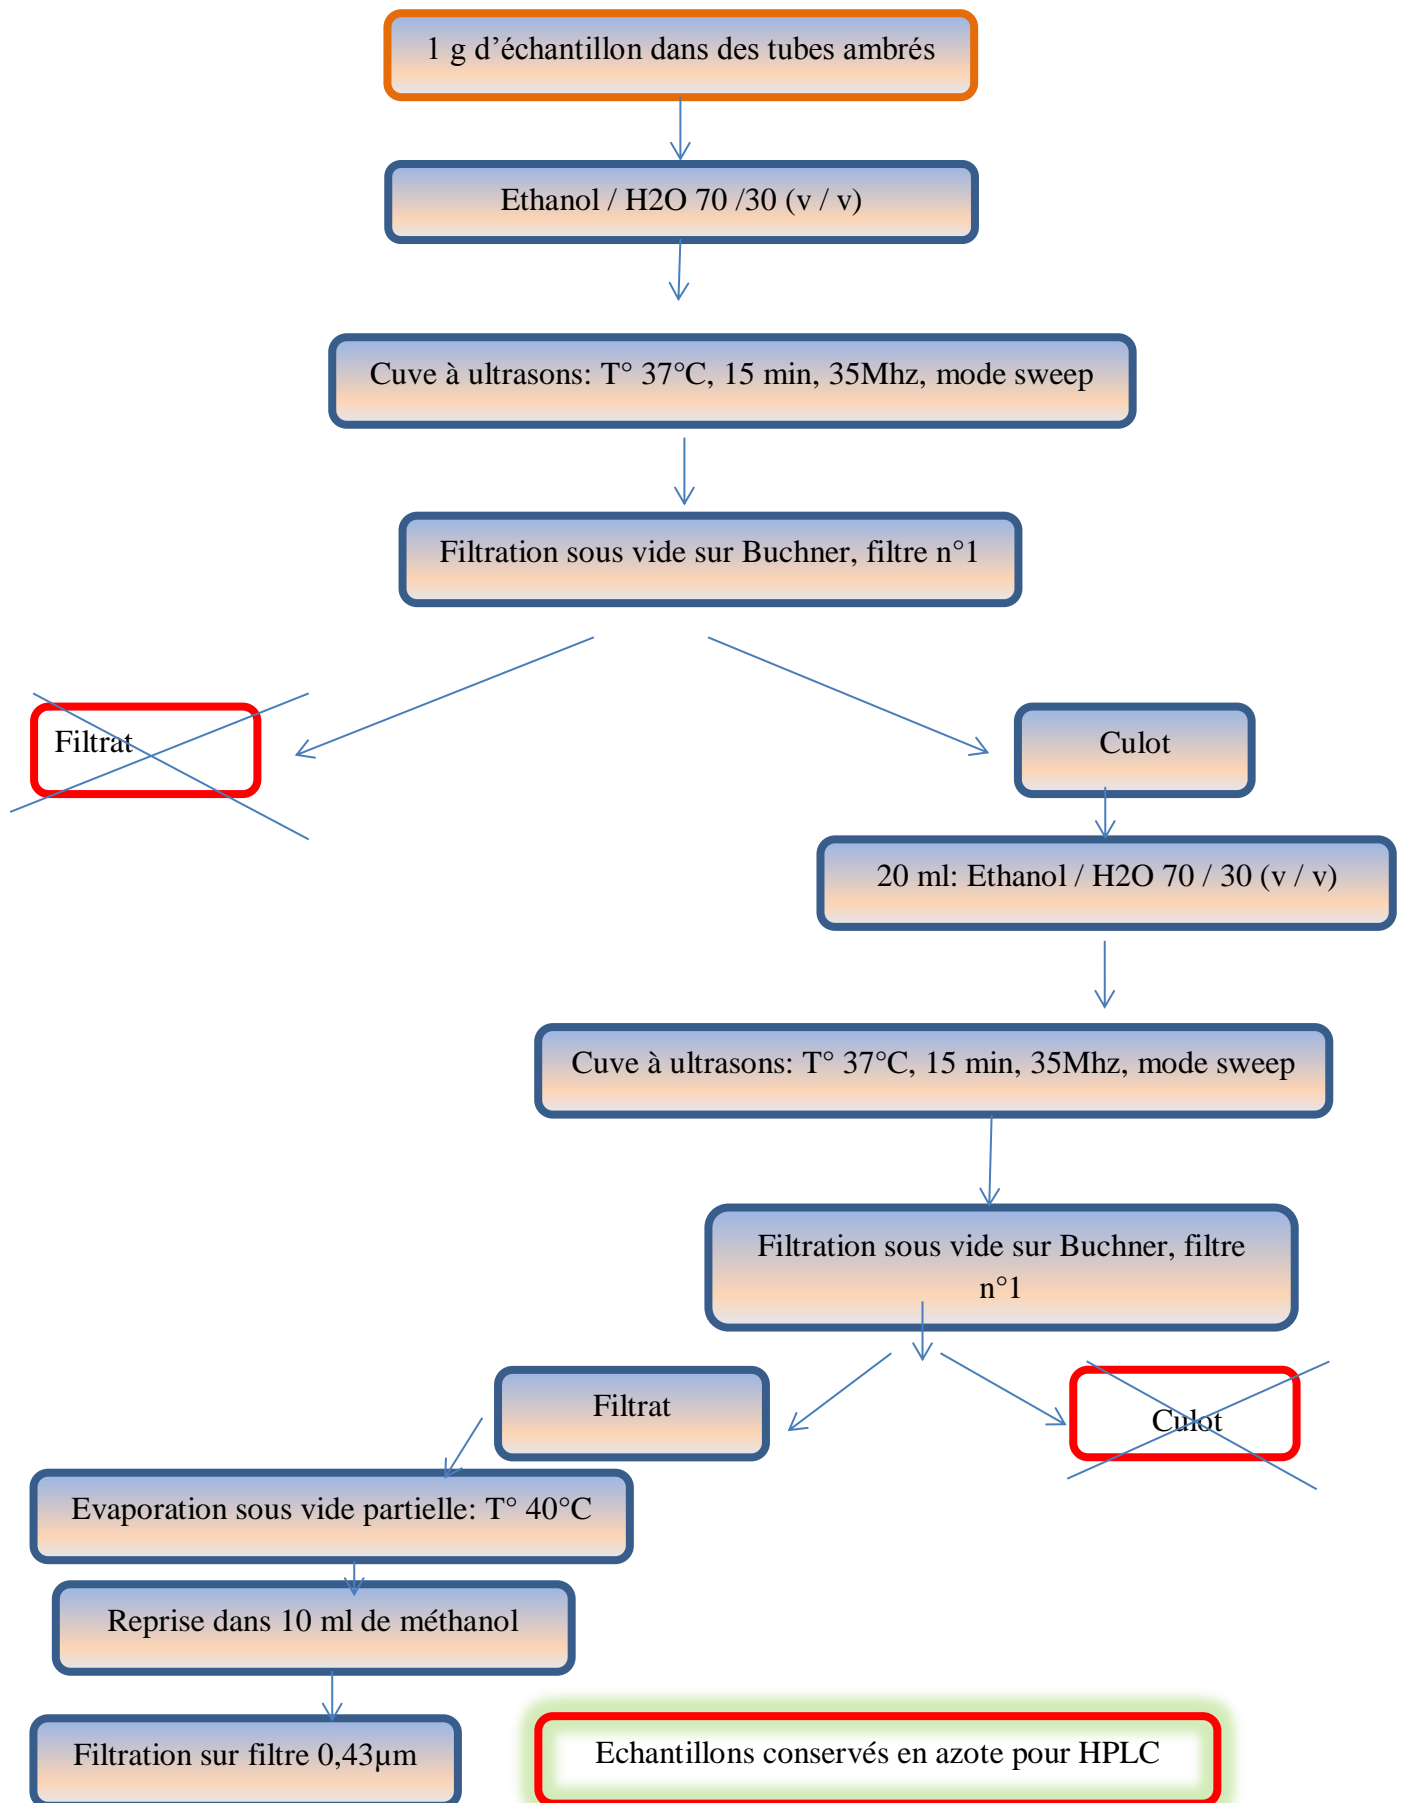 1 g d’échantillon dans des tubes ambrés
Ethanol / H2O 70 /30 (v / v)
Cuve à ultrasons: T° 37°C, 15 min, 35Mhz, mode sweep
Filtration sous vide sur Buchner, filtre n°1
Filtrat
Culot
20 ml: Ethanol / H2O 70 / 30 (v / v)
Cuve à ultrasons: T° 37°C, 15 min, 35Mhz, mode sweep
Filtration sous vide sur Buchner, filtre
n°1
Filtrat
Culot
Evaporation sous vide partielle: T° 40°C
Reprise dans 10 ml de méthanol
Filtration sur filtre 0,43µm
Echantillons conservés en azote pour HPLC